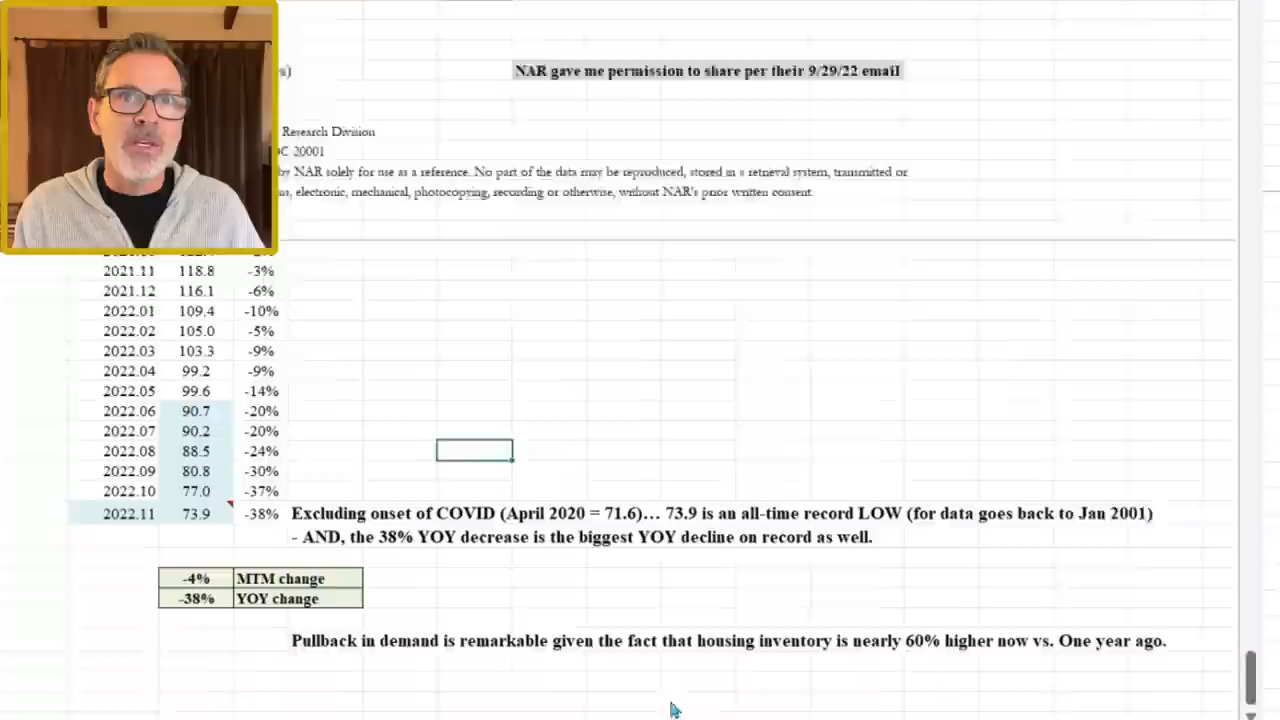 NAR gave me permission to share per their 9/29/22 email
Research Division
DC 20001
by NAR solely for use as a reference. No part of the data may be reproduced, stored in a retrieval system, transmitted or
electronic, mechanical, photocopying, recording or otherwise, without NAR's prior written consent.
2021.11 118.8 -3%
2021.12 116.1 -6%
2022.01 109.4 -10%
2022.02 105.0 -5%
2022.03 103.3 -9%
2022.04 99.2 -9%
2022.05 99.6 -14%
2022.06 90.7 -20%
2022.07 90.2 -20%
2022.08 88.5 -24%
2022.09 80.8 -30%
2022.10 77.0 -37%
2022.11 73.9 -38% Excluding onset of COVID (April 2020 = 71.6)... 73.9 is an all-time record LOW (for data goes back to Jan 2001)
- AND, the 38% YOY decrease is the biggest YOY decline on record as well.
-4% MTM change
-38% YOY change
Pullback in demand is remarkable given the fact that housing inventory is nearly 60% higher now vs. One year ago.